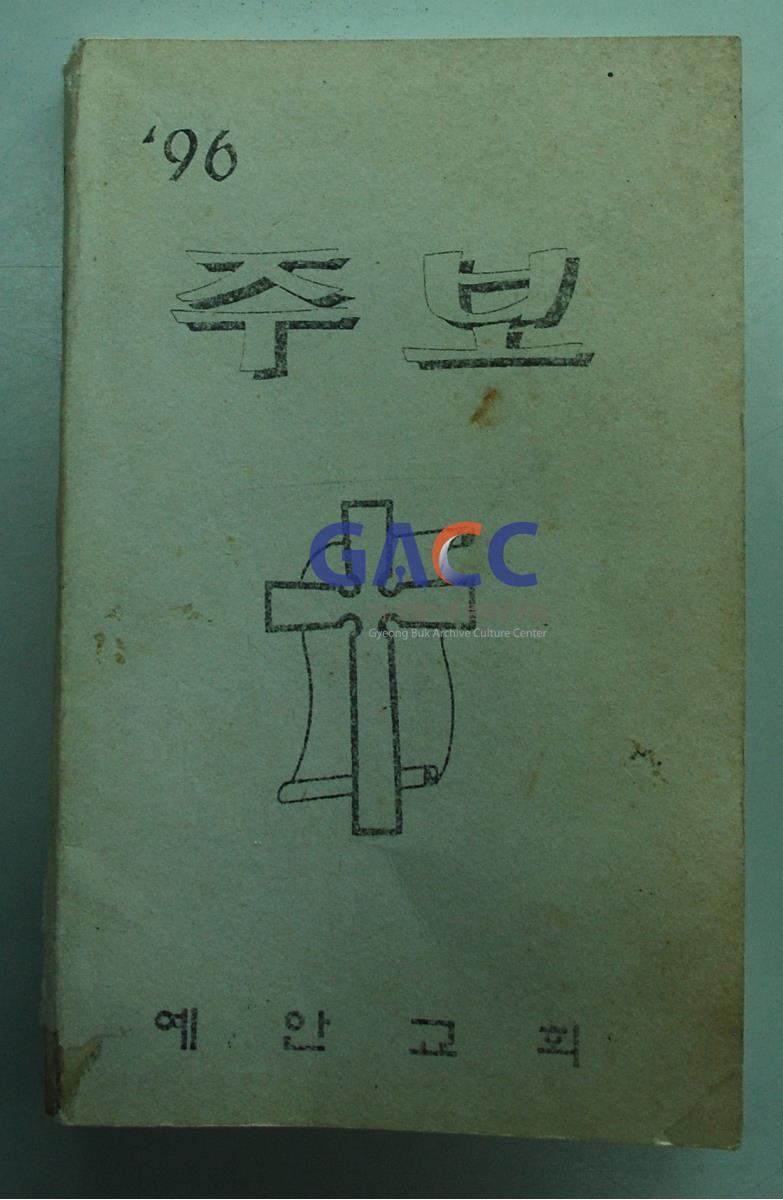 ‘96
주보
GACC
Gyeong Buk Archive Culture Center
예안교회